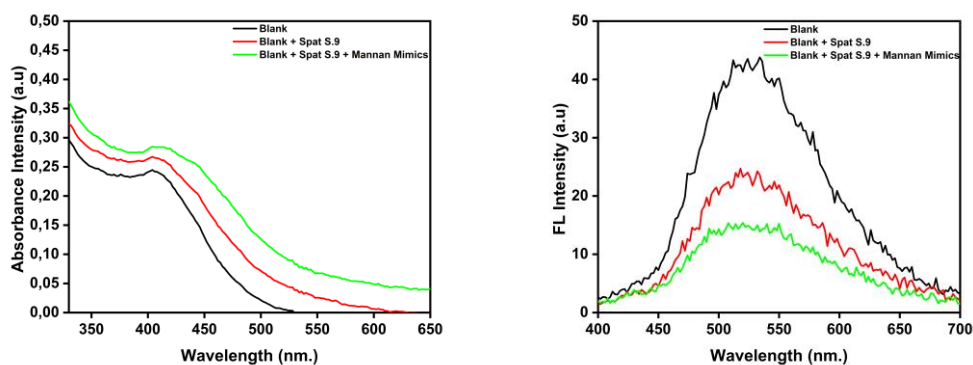 0,50
0,45
0,40
0,35
0,30
0,25
0,20
0,15
0,10
0,05
0,00
Absorbance Intensity (a.u)
350 400 450 500 550 600 650
Wavelength (nm.)
Blank
Blank + Spat S.9
Blank + Spat S.9 + Mannan Mimics
50
40
30
20
10
0
FL Intensity (a.u)
400 450 500 550 600 650 700
Wavelength (nm.)
Blank
Blank + Spat S.9
Blank + Spat S.9 + Mannan Mimics